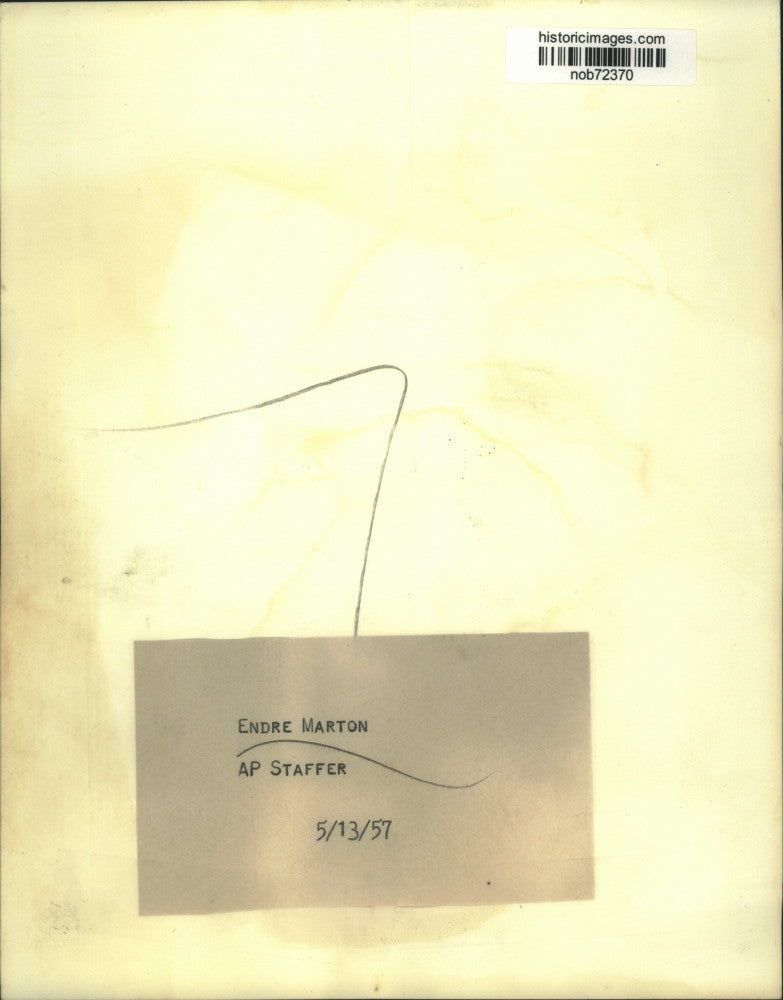 historicimages.com
nob72370
ENDRE MARTON
AP STAFFER
5/13/57